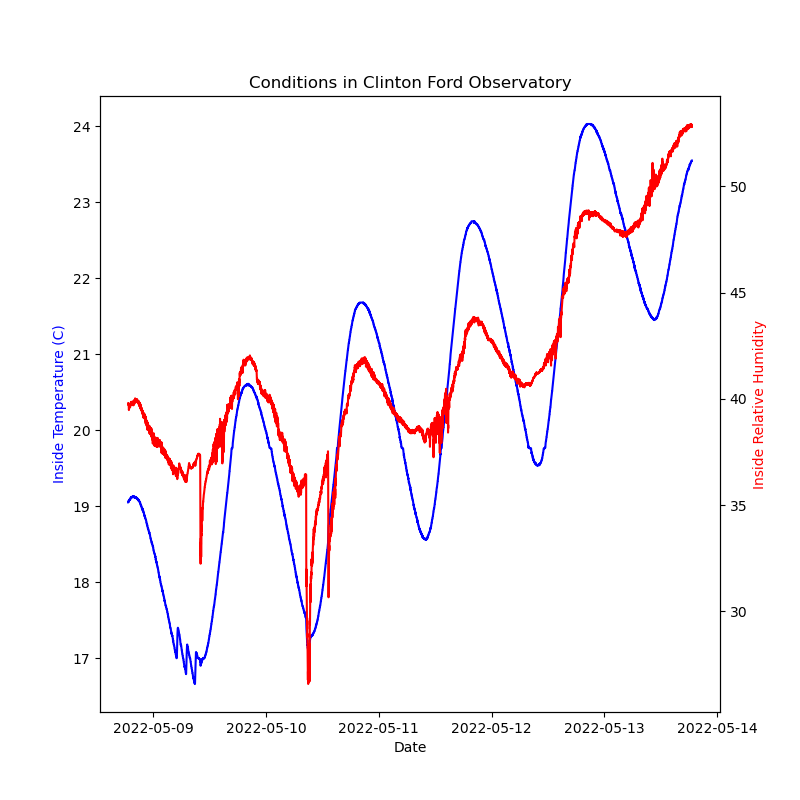 Conditions in Clinton Ford Observatory
24
23
22
21
20
19
18
17
Inside Temperature (C)
50
45
40
35
30
Inside Relative Humidity
2022-05-09 2022-05-10 2022-05-11 2022-05-12 2022-05-13 2022-05-14
Date